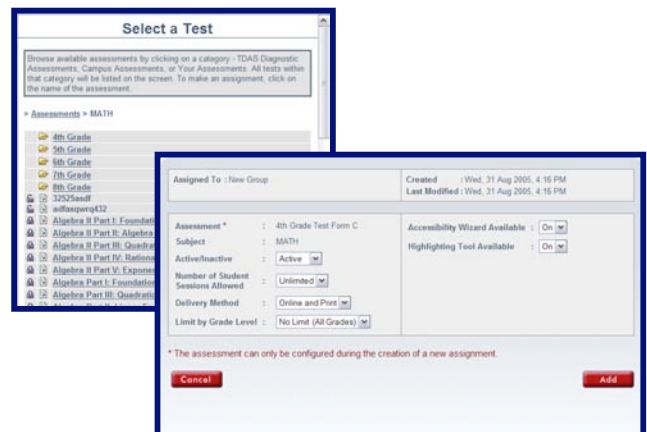 Select a Test
Browse available assessments by clicking on a category - TDAS Diagnostic
Assessments, Campus Assessments, or Your Assessments. All tests within
that category will be listed on the screen. To make an assignment, click on
the name of the assessment.
> Assessments > MATH
4th Grade
5th Grade
6th Grade
7th Grade
8th Grade
32525asdf
asdfasqwrq432
Algebra II Part I: Foundati
Algebra II Part II: Algebra
Algebra II Part III: Quadrat
Algebra II Part IV: Rationa
Algebra II Part V: Expone
Algebra Part I: Foundation
Algebra Part III: Quadratic
Assigned To : New Group
Created : Wed, 31 Aug 2005, 4:16 PM
Last Modified : Wed, 31 Aug 2005, 4:16 PM
Assessment * : 4th Grade Test Form C
Subject : MATH
Active/Inactive : Active
Number of Student
Sessions Allowed : Unlimited
Delivery Method : Online and Print
Limit by Grade Level : No Limit (All Grades)
Accessibility Wizard Available : On
Highlighting Tool Available : On
* The assessment can only be configured during the creation of a new assignment.
Cancel
Add